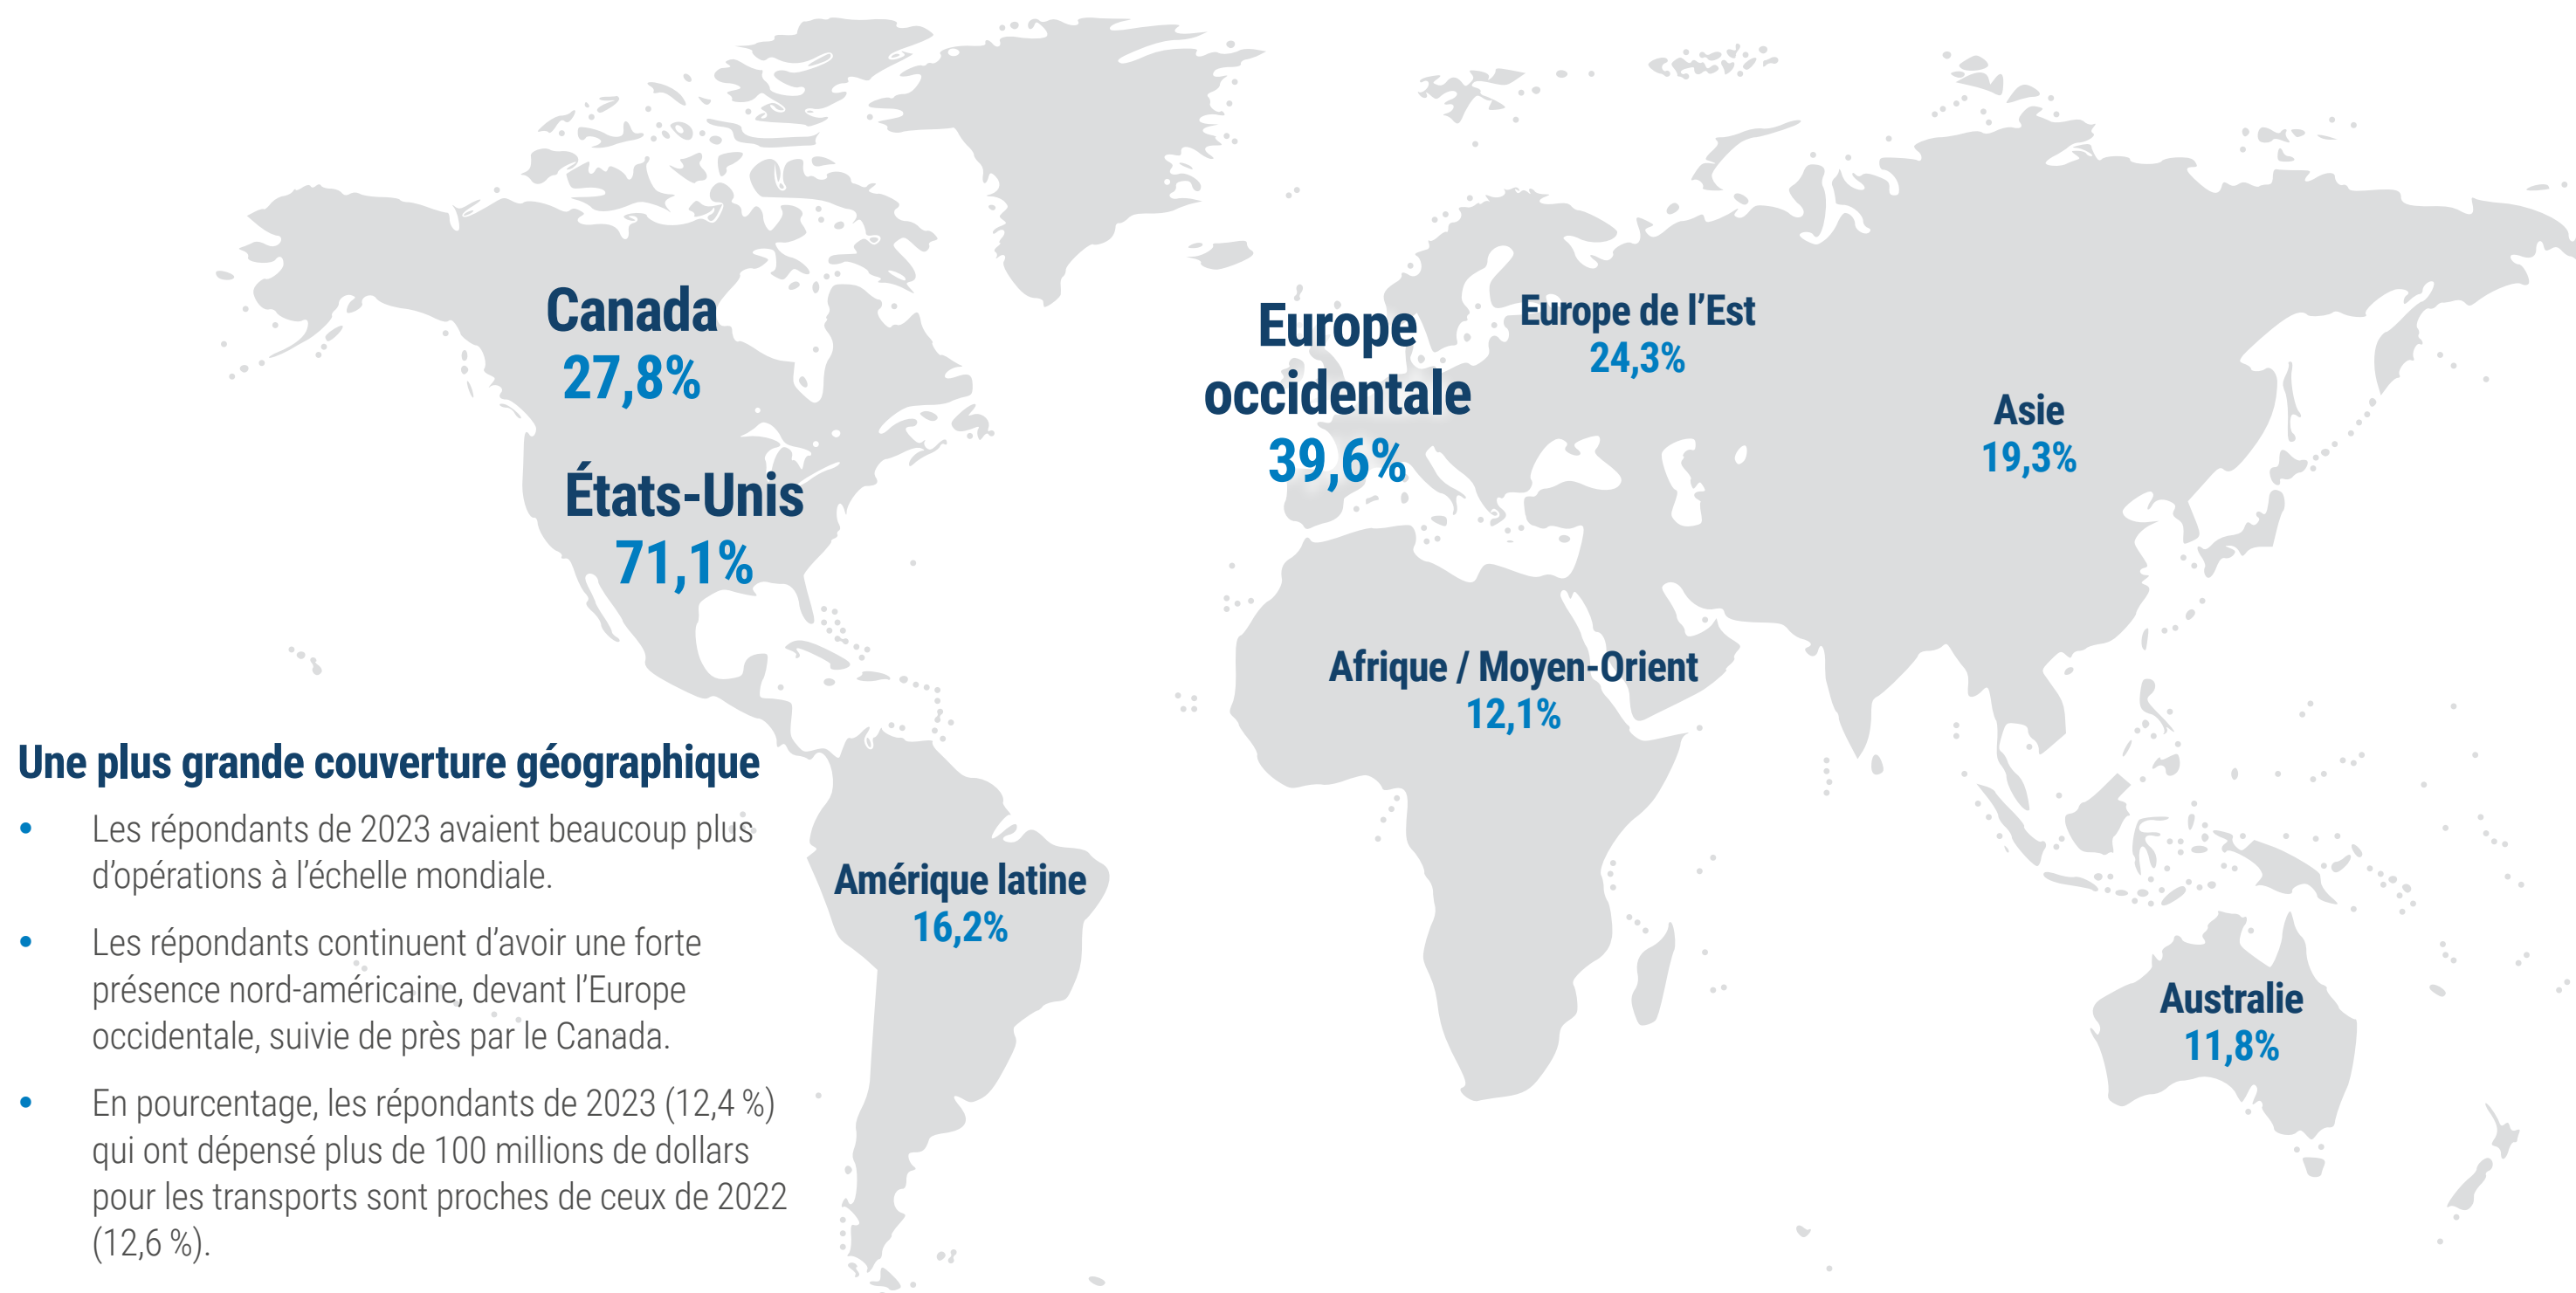 Canada
27,8%
États-Unis
71,1%
Europe
occidentale
39,6%
Europe de l’Est
24,3%
Asie
19,3%
Afrique / Moyen-Orient
12,1%
Amérique latine
16,2%
Australie
11,8%
Une plus grande couverture géographique
• Les répondants de 2023 avaient beaucoup plus
d’opérations à l’échelle mondiale.
• Les répondants continuent d’avoir une forte
présence nord-américaine, devant l’Europe
occidentale, suivie de près par le Canada.
• En pourcentage, les répondants de 2023 (12,4 %)
qui ont dépensé plus de 100 millions de dollars
pour les transports sont proches de ceux de 2022
(12,6 %).